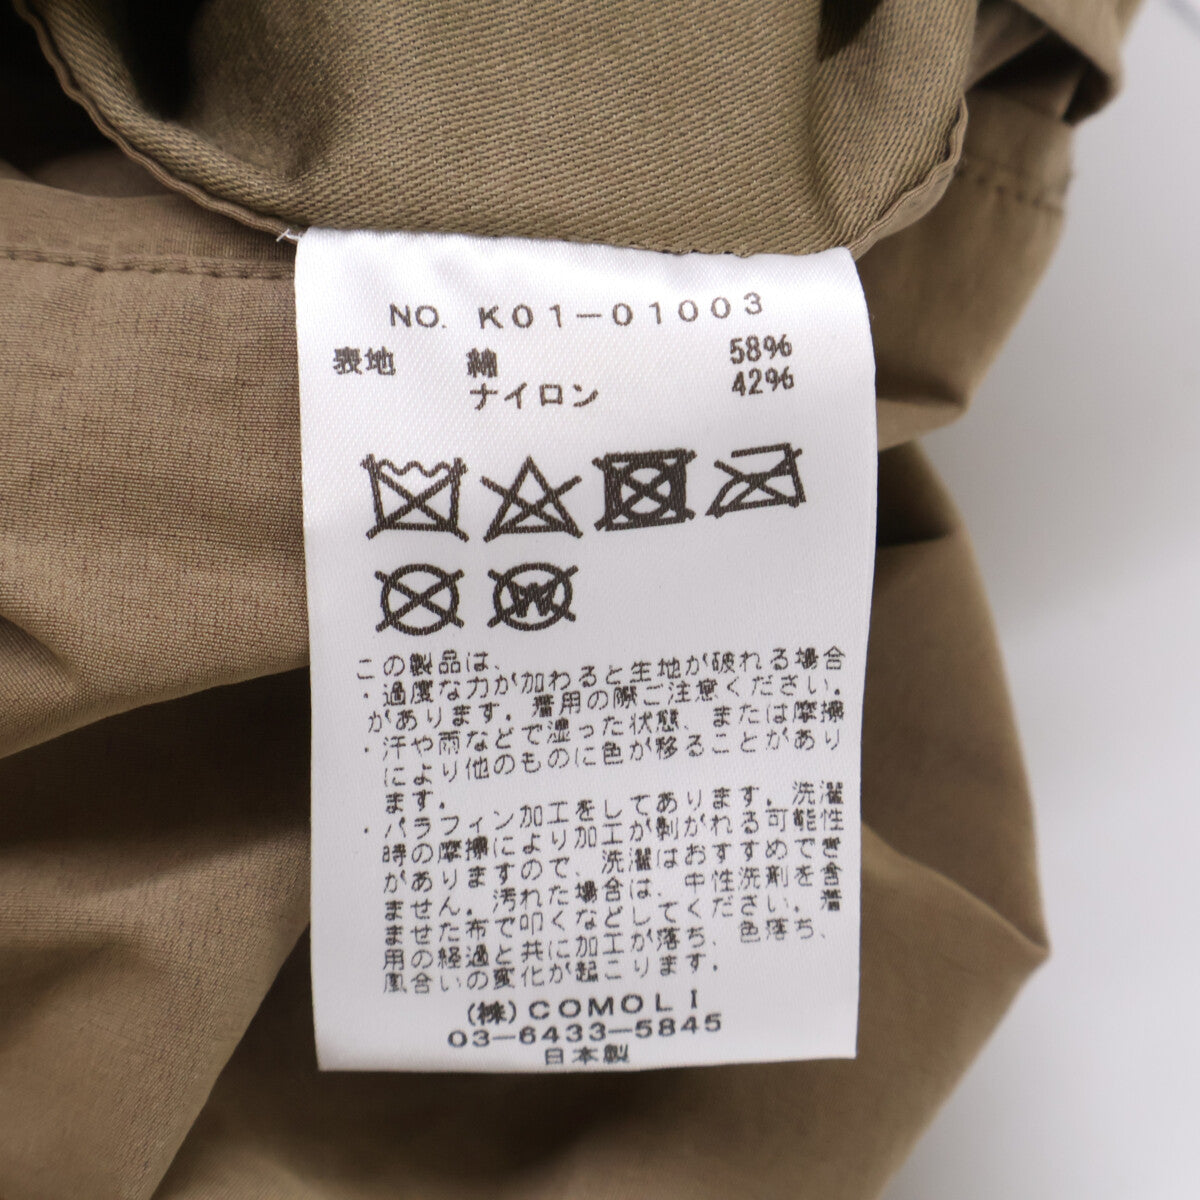 NO. K01-01003
表地 綿 58%
ナイロン 42%
W
この製品は、
・過度な力が加わると生地が破れる場合
があります。着用の際ご注意ください。
・汗や雨などで湿った状態、または摩擦
により他のものに色が移ることがあり
ます。
・パラフィン加工をしてあります。洗濯
時の摩擦により加工が剥がれる可能性
がありますので、洗濯はおすすめでき
ません。汚れた場合は、中性洗剤を含
ませた布で叩くなどしてください。着
用の経過と共に加工が落ち、色落ち、
風合いの変化が起こります。
(株)COMOLI
03-6433-5845
日本製